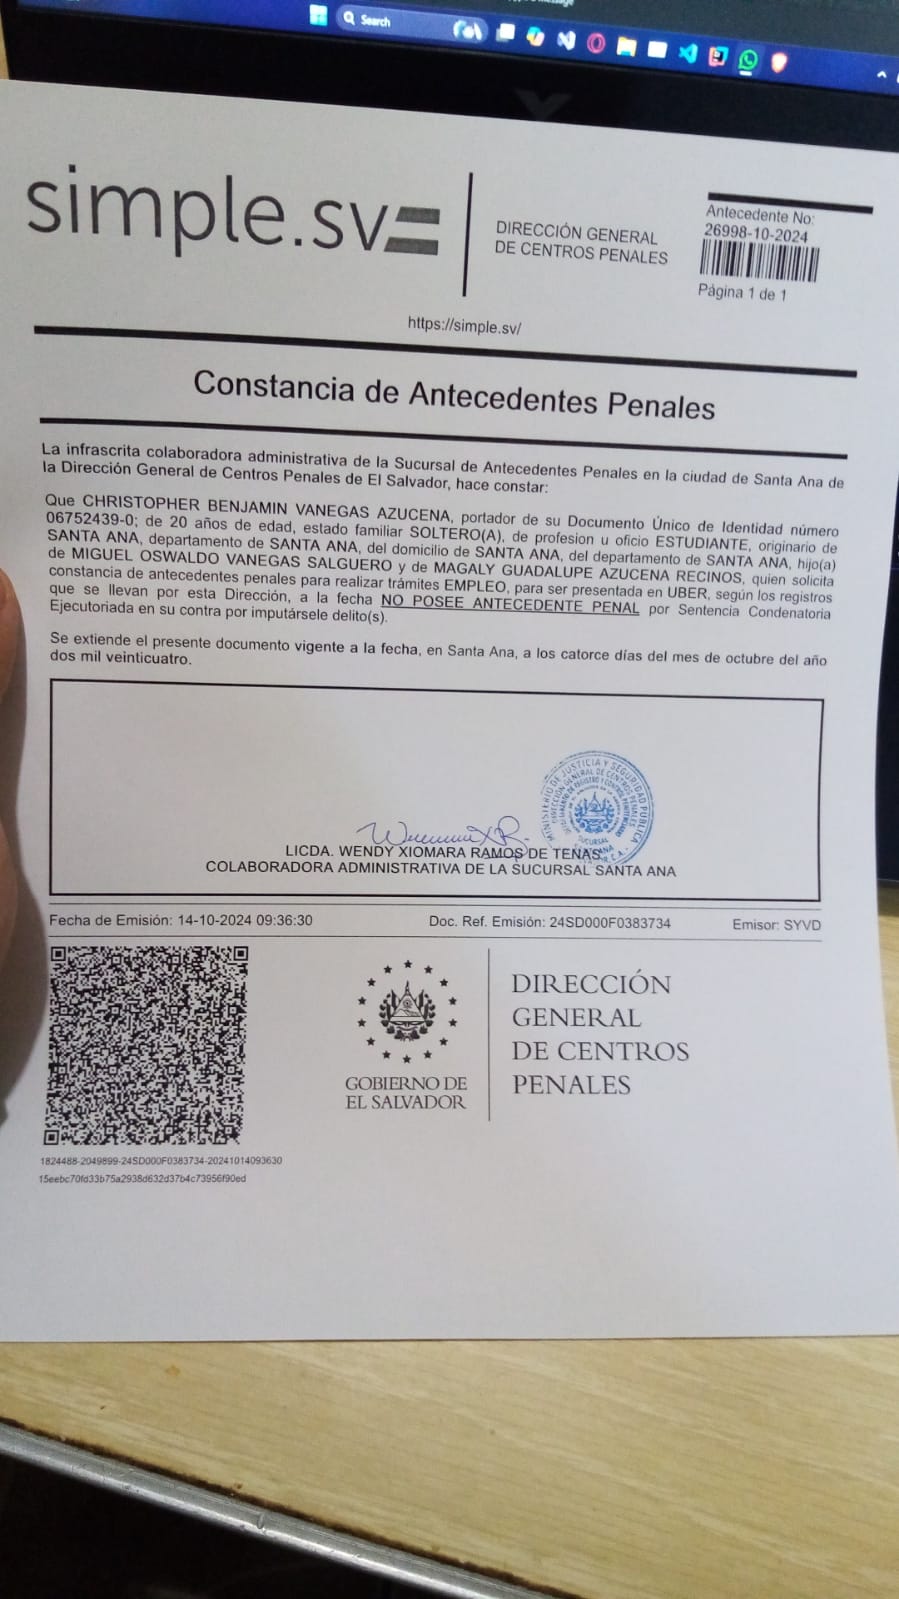 Search
simple.sv
DIRECCIÓN GENERAL
DE CENTROS PENALES
Antecedente No:
26998-10-2024
Página 1 de 1
https://simple.sv/
Constancia de Antecedentes Penales
La infrascrita colaboradora administrativa de la Sucursal de Antecedentes Penales en la ciudad de Santa Ana de
la Dirección General de Centros Penales de El Salvador, hace constar:
Que CHRISTOPHER BENJAMIN VANEGAS AZUCENA, portador de su Documento Único de Identidad número
06752439-0; de 20 años de edad, estado familiar SOLTERO(A), de profesion u oficio ESTUDIANTE, originario de
SANTA ANA, departamento de SANTA ANA, del domicilio de SANTA ANA, del departamento de SANTA ANA, hijo(a)
de MIGUEL OSWALDO VANEGAS SALGUERO y de MAGALY GUADALUPE AZUCENA RECINOS, quien solicita
constancia de antecedentes penales para realizar trámites EMPLEO, para ser presentada en UBER, según los registros
que se llevan por esta Dirección, a la fecha NO POSEE ANTECEDENTE PENAL por Sentencia Condenatoria
Ejecutoriada en su contra por imputársele delito(s).
Se extiende el presente documento vigente a la fecha, en Santa Ana, a los catorce días del mes de octubre del año
dos mil veinticuatro.
MINISTERIO DE JUSTICIA Y SEGURIDAD PÚBLICA
DIRECCIÓN GENERAL DE CENTROS PENALES
SUCURSAL
SANTA ANA
LICDA. WENDY XIOMARA RAMOS DE TENAS
COLABORADORA ADMINISTRATIVA DE LA SUCURSAL SANTA ANA
Fecha de Emisión: 14-10-2024 09:36:30
Doc. Ref. Emisión: 24SD000F0383734
Emisor: SYVD
GOBIERNO DE
EL SALVADOR
DIRECCIÓN
GENERAL
DE CENTROS
PENALES
1824488-2049899-24SD000F0383734-20241014093630
15eebc70fd33b75a2938d632d37b4c73956f90ed